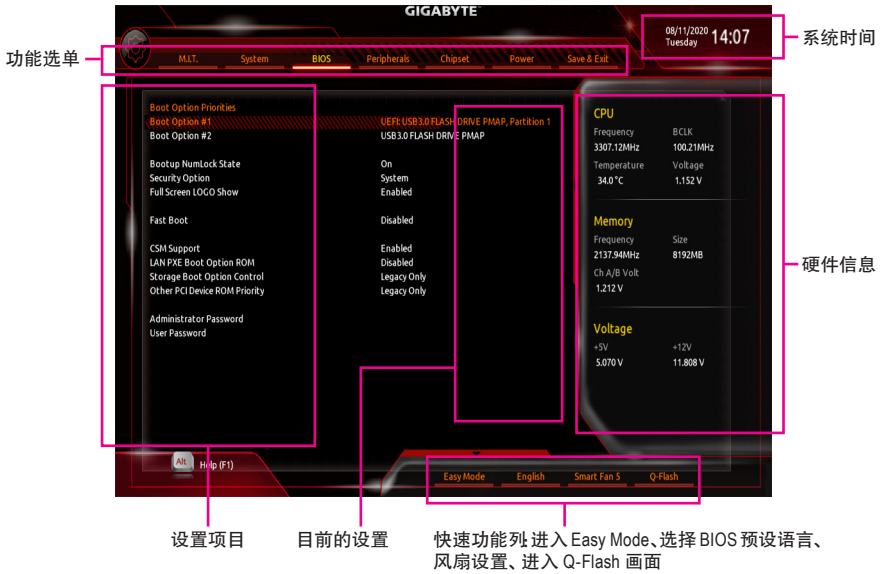 GIGABYTE™
08/11/2020 14:07
Tuesday
系统时间
功能选单
M.I.T. System BIOS Peripherals Chipset Power Save & Exit
Boot Option Priorities
Boot Option #1 UEFI: USB3.0 FLASH DRIVE PMAP, Partition 1
Boot Option #2 USB3.0 FLASH DRIVE PMAP
Bootup NumLock State On
Security Option System
Full Screen LOGO Show Enabled
Fast Boot Disabled
CSM Support Enabled
LAN PXE Boot Option ROM Disabled
Storage Boot Option Control Legacy Only
Other PCI Device ROM Priority Legacy Only
Administrator Password
User Password
CPU
Frequency BCLK
3307.12MHz 100.21MHz
Temperature Voltage
34.0 °C 1.152 V
Memory
Frequency Size
2137.94MHz 8192MB
Ch A/B Volt
1.212 V
Voltage
+5V +12V
5.070 V 11.808 V
硬件信息
Alt Help (F1)
Easy Mode English Smart Fan 5 Q-Flash
设置项目
目前的设置
快速功能列:进入 Easy Mode、选择 BIOS 预设语言、
风扇设置、进入 Q-Flash 画面